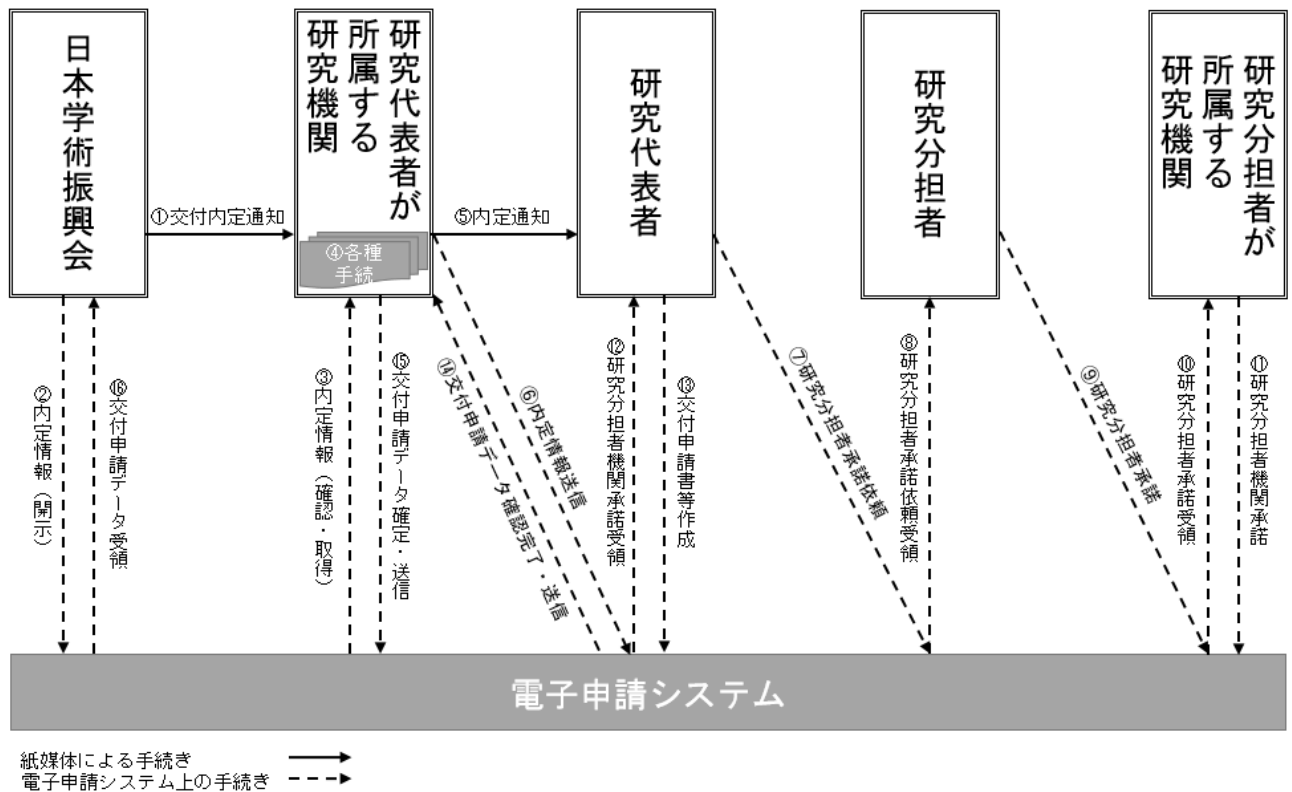 日本学術振興会
研究代表者が
所属する
研究機関
研究代表者
研究分担者
研究分担者が
所属する
研究機関
①交付内定通知
④各種
手続
⑤内定通知
②内定情報（開示）
⑯交付申請データ受領
③内定情報（確認・取得）
⑮交付申請データ確定・送信
⑭交付申請データ確認完了・送信
⑥内定情報送信
⑫研究分担者機関承諾受領
⑬交付申請書等作成
⑦研究分担者承諾依頼
⑧研究分担者承諾依頼受領
⑨研究分担者承諾
⑩研究分担者承諾受領
⑪研究分担者機関承諾
電子申請システム
紙媒体による手続き
電子申請システム上の手続き